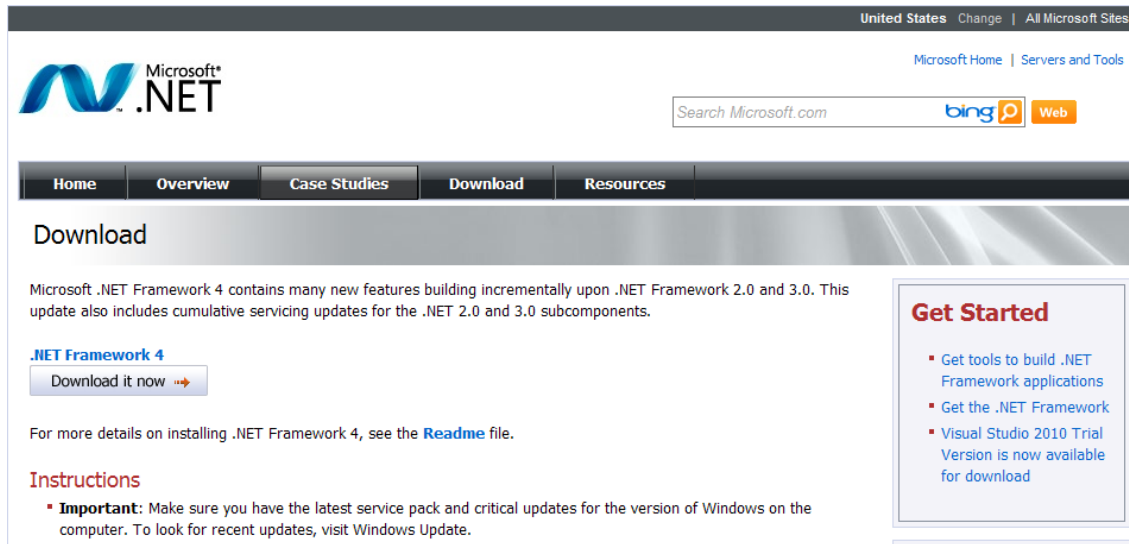 United States Change | All Microsoft Sites
Microsoft Home | Servers and Tools
Microsoft®
.NET™
Search Microsoft.com bing Web
Home Overview Case Studies Download Resources
Download
Microsoft .NET Framework 4 contains many new features building incrementally upon .NET Framework 2.0 and 3.0. This
update also includes cumulative servicing updates for the .NET 2.0 and 3.0 subcomponents.
.NET Framework 4
Download it now
For more details on installing .NET Framework 4, see the Readme file.
Instructions
Important: Make sure you have the latest service pack and critical updates for the version of Windows on the
computer. To look for recent updates, visit Windows Update.
Get Started
Get tools to build .NET
Framework applications
Get the .NET Framework
Visual Studio 2010 Trial
Version is now available
for download